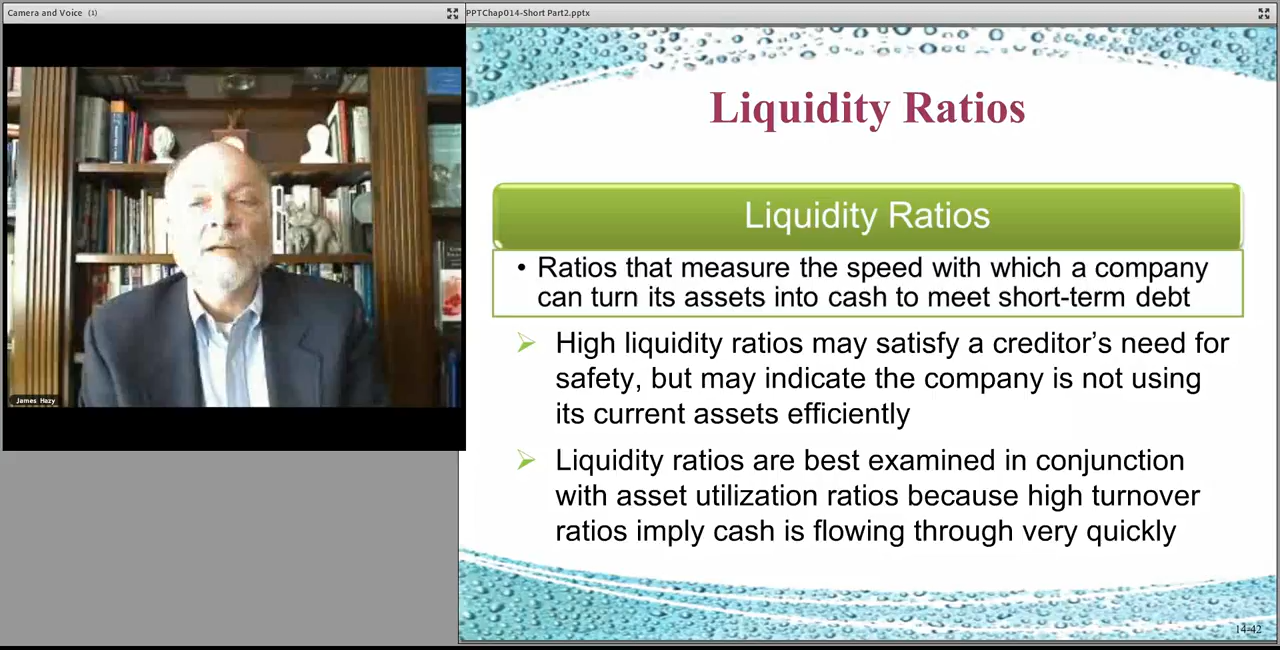 Camera and Voice (1)
PPTChap014-Short Part2.pptx
James Hazy
Liquidity Ratios
Liquidity Ratios
• Ratios that measure the speed with which a company
can turn its assets into cash to meet short-term debt
High liquidity ratios may satisfy a creditor’s need for
safety, but may indicate the company is not using
its current assets efficiently
Liquidity ratios are best examined in conjunction
with asset utilization ratios because high turnover
ratios imply cash is flowing through very quickly
14-42